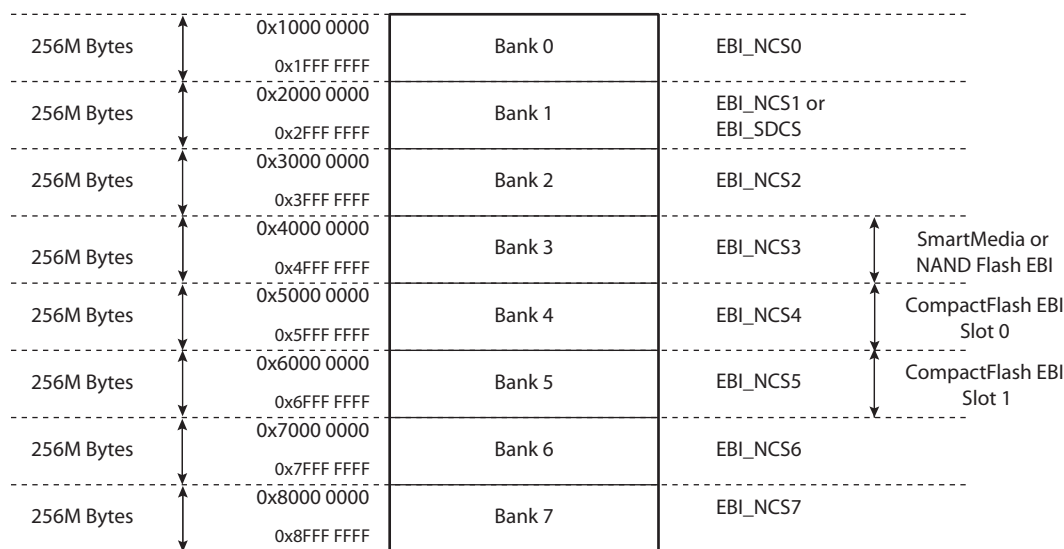 0x1000 0000
256M Bytes
Bank 0
EBI_NCS0
0x1FFF FFFF
0x2000 0000
256M Bytes
Bank 1
EBI_NCS1 or
EBI_SDCS
0x2FFF FFFF
0x3000 0000
256M Bytes
Bank 2
EBI_NCS2
0x3FFF FFFF
0x4000 0000
256M Bytes
Bank 3
EBI_NCS3
SmartMedia or
NAND Flash EBI
0x4FFF FFFF
0x5000 0000
256M Bytes
Bank 4
EBI_NCS4
CompactFlash EBI
Slot 0
0x5FFF FFFF
0x6000 0000
256M Bytes
Bank 5
EBI_NCS5
CompactFlash EBI
Slot 1
0x6FFF FFFF
0x7000 0000
256M Bytes
Bank 6
EBI_NCS6
0x7FFF FFFF
0x8000 0000
256M Bytes
Bank 7
EBI_NCS7
0x8FFF FFFF